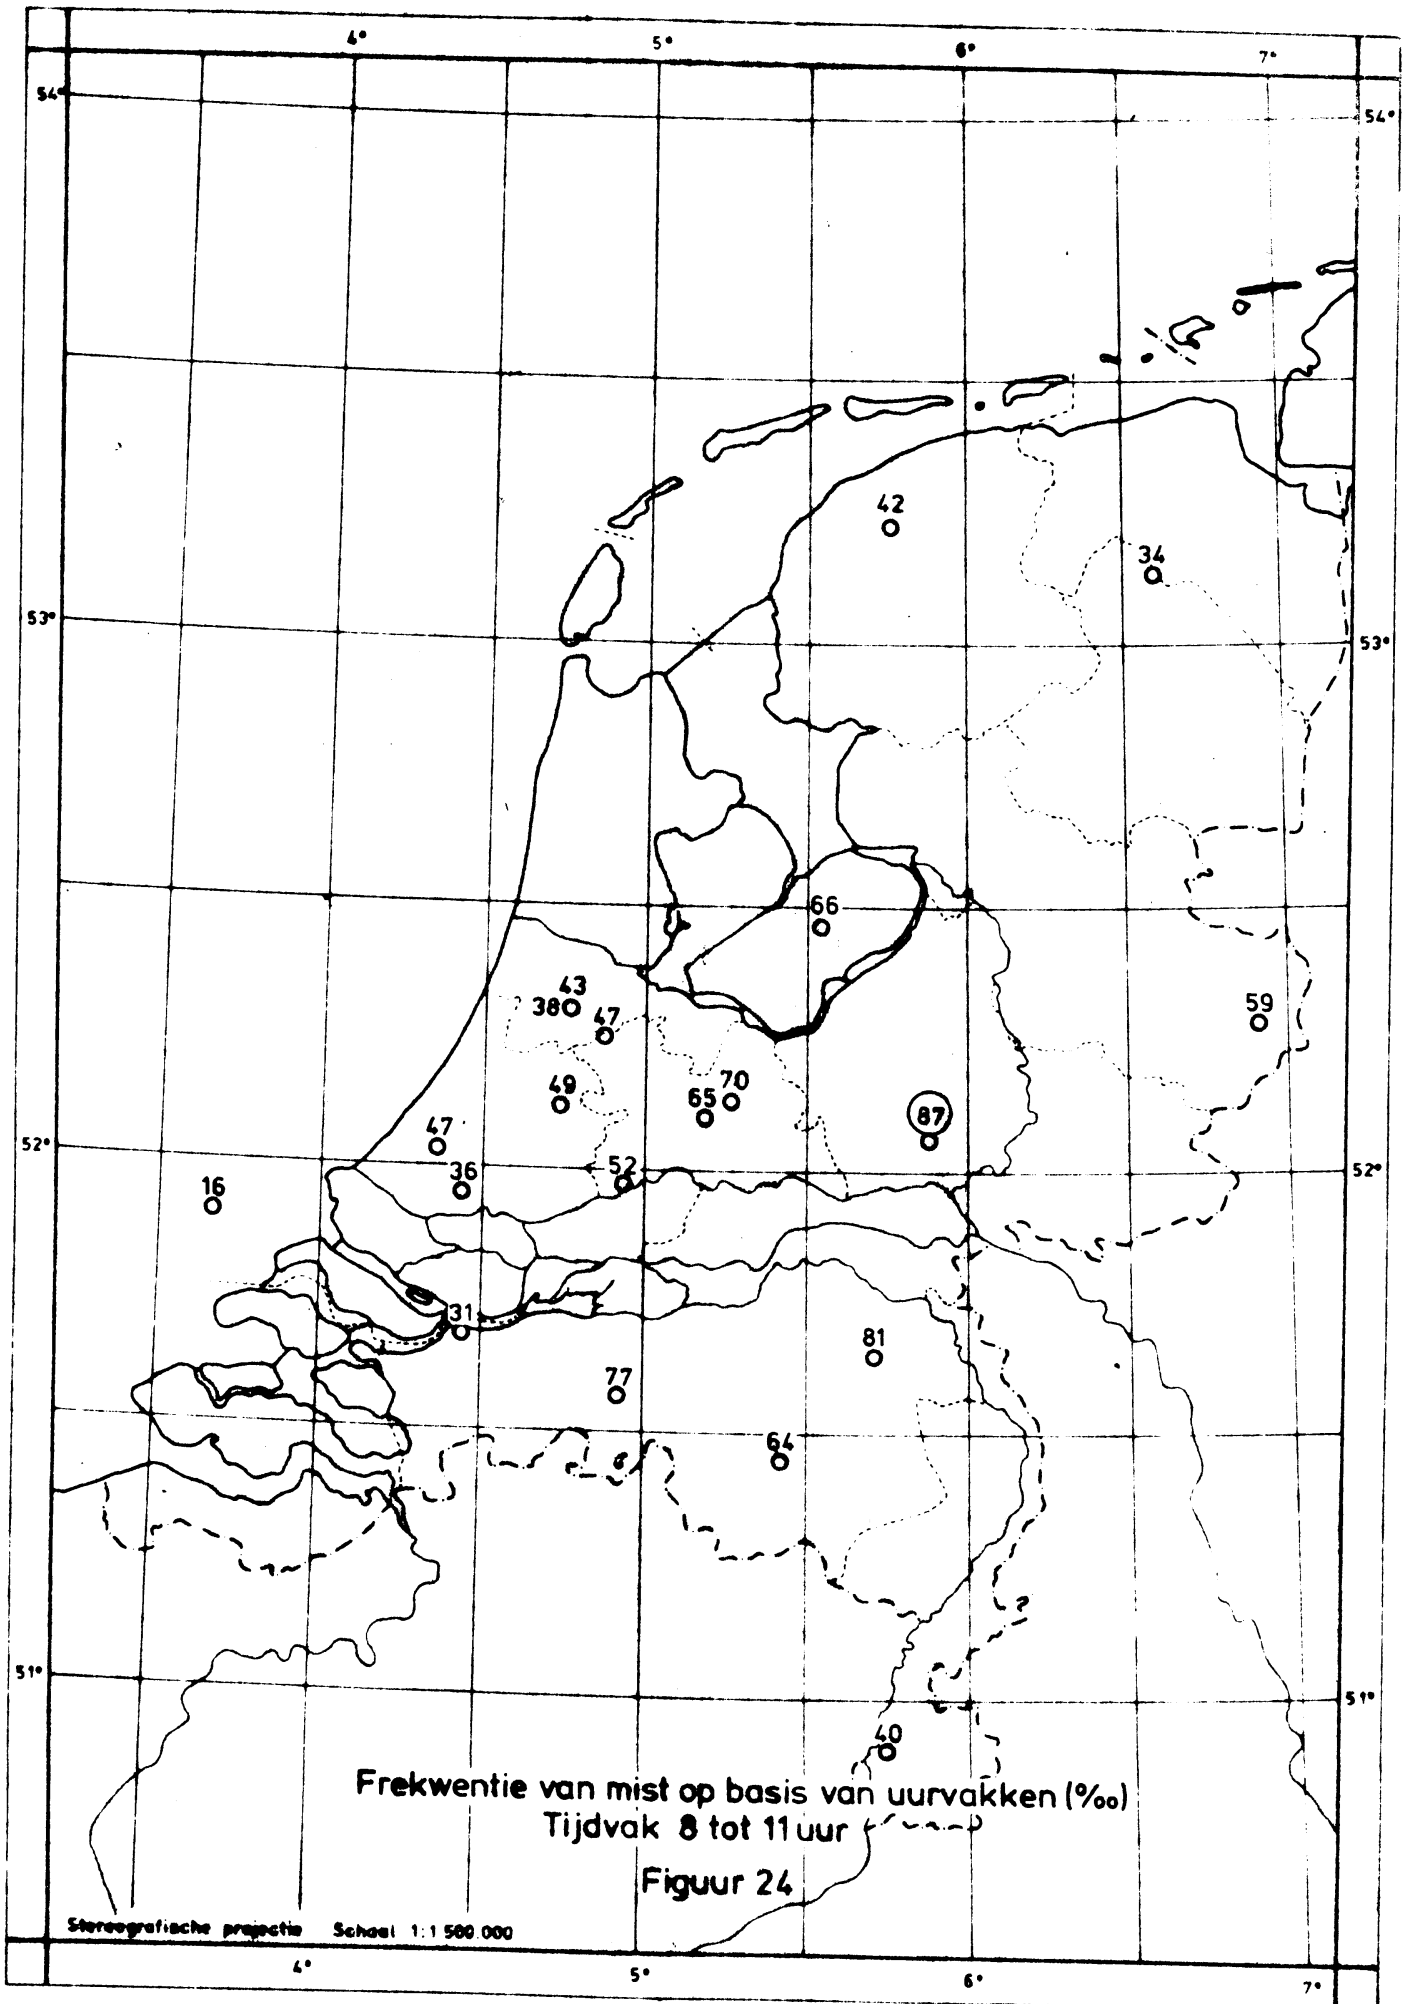 4° 5° 6° 7°
54° 54°
42
34
53° 53°
66
43
38 47
59
49 65 70
87
47
52° 52°
36 52
16
31
81
77
64
51° 51°
40
Frekwentie van mist op basis van uurvakken (‰)
Tijdvak 8 tot 11 uur
Figuur 24
Stereografische projectie Schaal 1:1 500.000
4° 5° 6° 7°